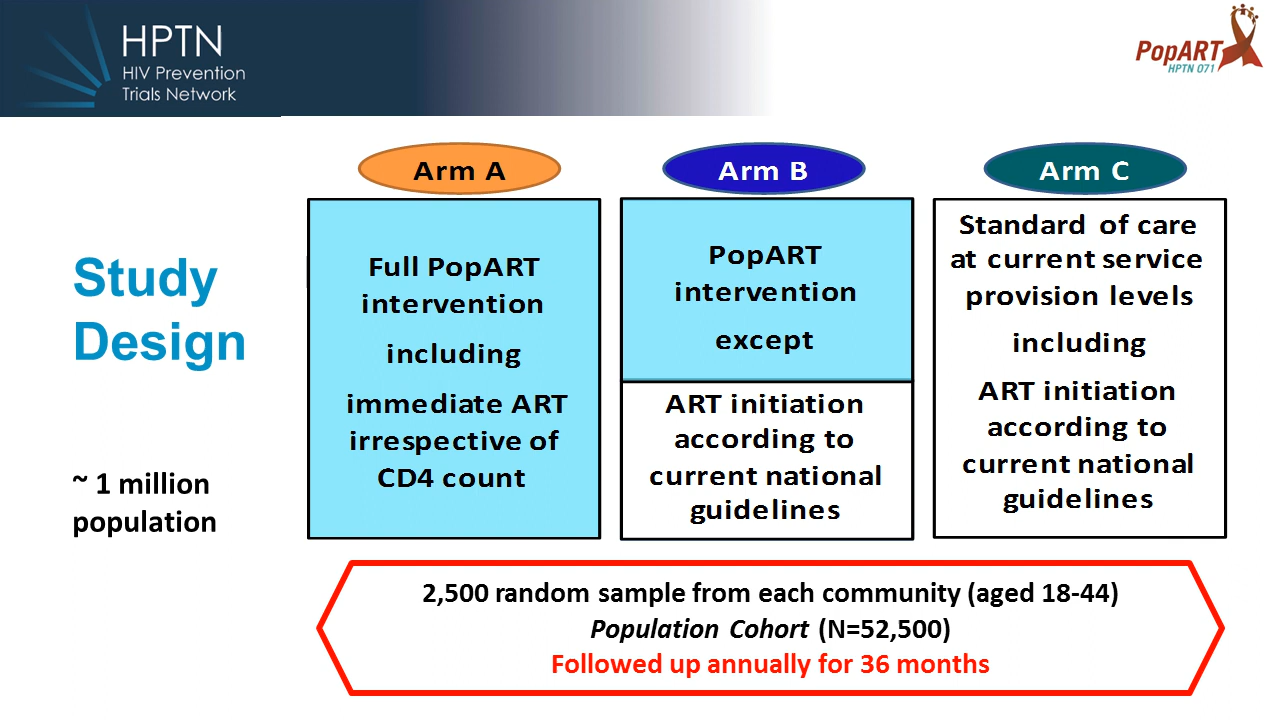 HPTN
HIV Prevention
Trials Network
PopART
HPTN 071
Study
Design
~ 1 million
population
Arm A
Full PopART
intervention
including
immediate ART
irrespective of
CD4 count
Arm B
PopART
intervention
except
ART initiation
according to
current national
guidelines
Arm C
Standard of care
at current service
provision levels
including
ART initiation
according to
current national
guidelines
2,500 random sample from each community (aged 18-44)
Population Cohort (N=52,500)
Followed up annually for 36 months